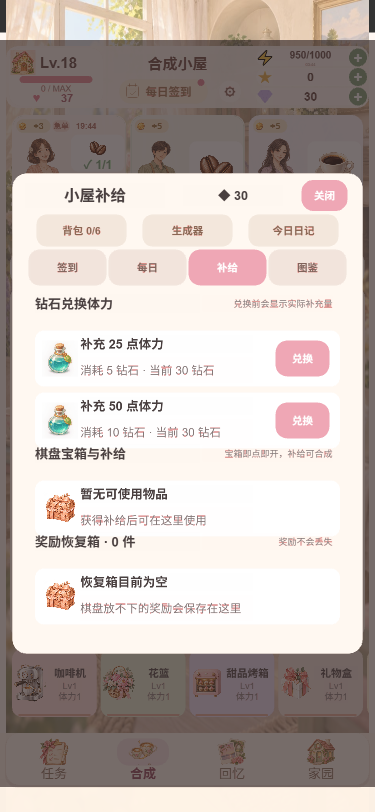 Lv.18
合成小屋
950/1000
0 / MAX
37
每日签到
0
30
+3 急单 19:44
+5
+5
✓ 1/1
小屋补给
◆ 30
关闭
背包 0/6
生成器
今日日记
签到
每日
补给
图鉴
钻石兑换体力
兑换前会显示实际补充量
补充 25 点体力
消耗 5 钻石 · 当前 30 钻石
兑换
补充 50 点体力
消耗 10 钻石 · 当前 30 钻石
兑换
棋盘宝箱与补给
宝箱即点即开，补给可合成
暂无可使用物品
获得补给后可在这里使用
奖励恢复箱 · 0 件
奖励不会丢失
恢复箱目前为空
棋盘放不下的奖励会保存在这里
咖啡机
Lv1
体力1
花篮
Lv1
体力1
甜品烤箱
Lv1
体力1
礼物盒
Lv1
体力1
任务
合成
回忆
家园